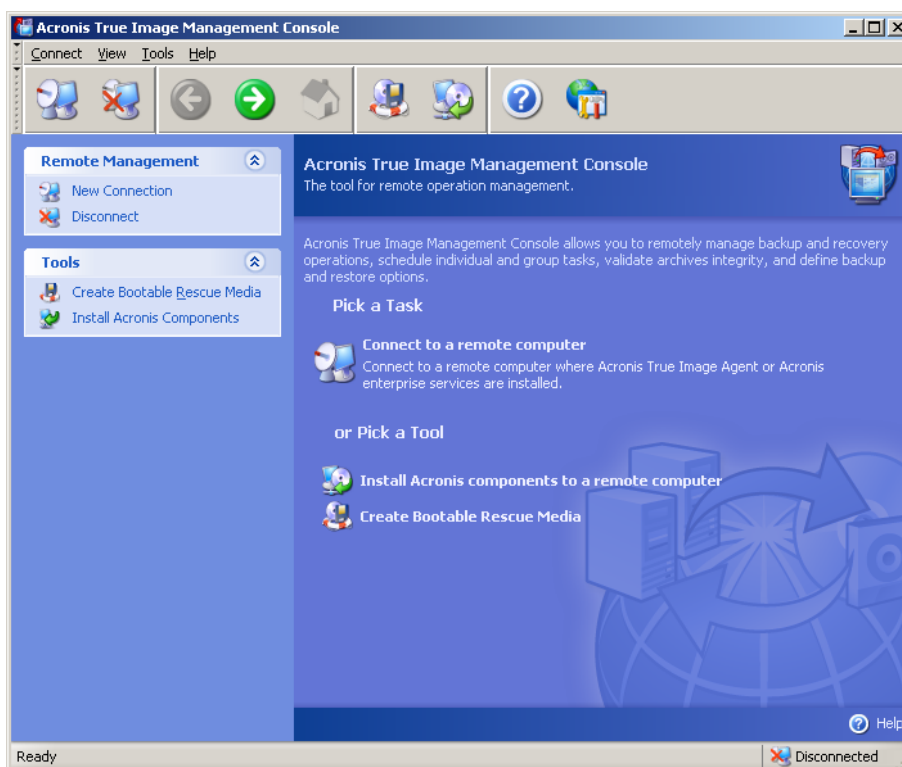 Acronis True Image Management Console
Connect View Tools Help
Remote Management
New Connection
Disconnect
Tools
Create Bootable Rescue Media
Install Acronis Components
Acronis True Image Management Console
The tool for remote operation management.
Acronis True Image Management Console allows you to remotely manage backup and recovery
operations, schedule individual and group tasks, validate archives integrity, and define backup
and restore options.
Pick a Task
Connect to a remote computer
Connect to a remote computer where Acronis True Image Agent or Acronis
enterprise services are installed.
or Pick a Tool
Install Acronis components to a remote computer
Create Bootable Rescue Media
Help
Ready
Disconnected